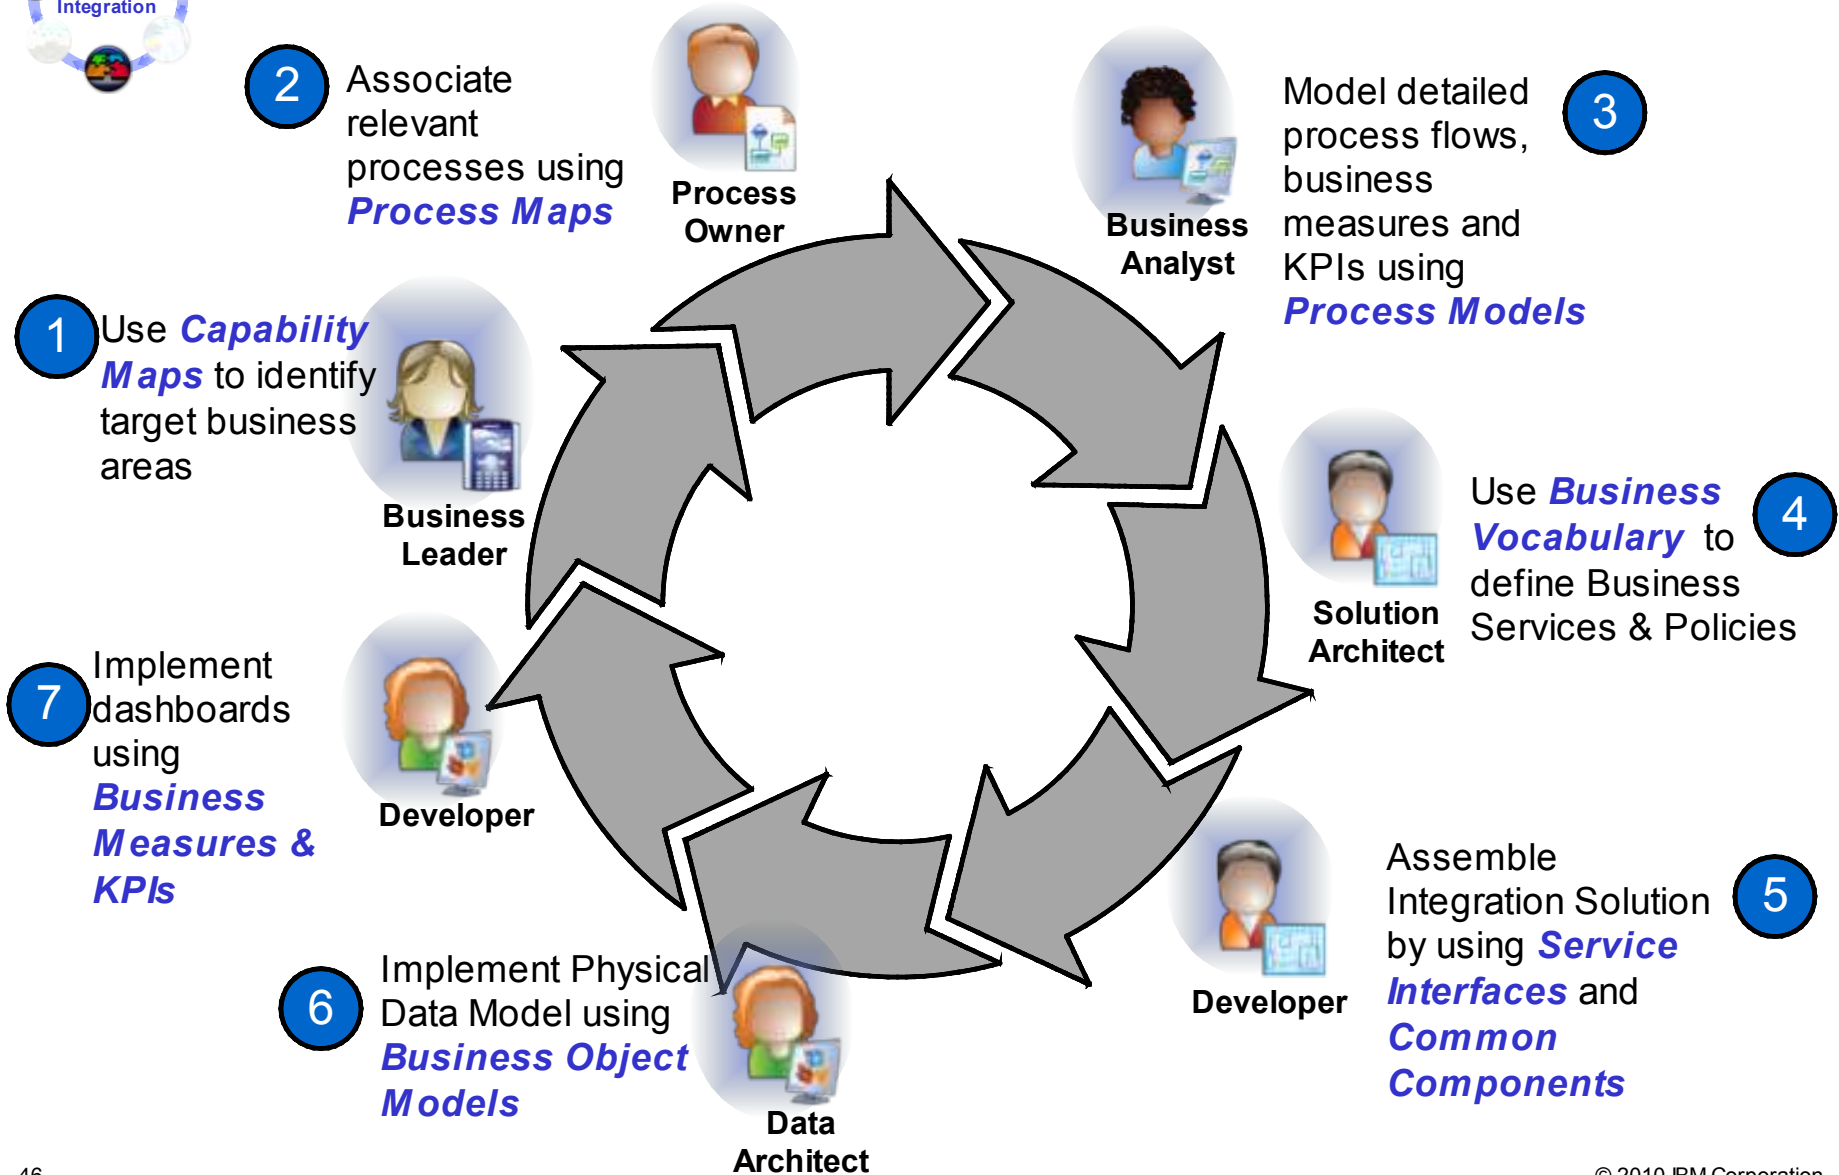 Integration
2
Associate
relevant
processes using
Process Maps
Process
Owner
Business
Analyst
Model detailed
process flows,
business
measures and
KPIs using
Process Models
3
1
Use Capability
Maps to identify
target business
areas
Business
Leader
Solution
Architect
Use Business
Vocabulary to
define Business
Services & Policies
4
7
Implement
dashboards
using
Business
Measures &
KPIs
Developer
Developer
Assemble
Integration Solution
by using Service
Interfaces and
Common
Components
5
6
Implement Physical
Data Model using
Business Object
Models
Data
Architect
46
© 2010 IBM Corporation